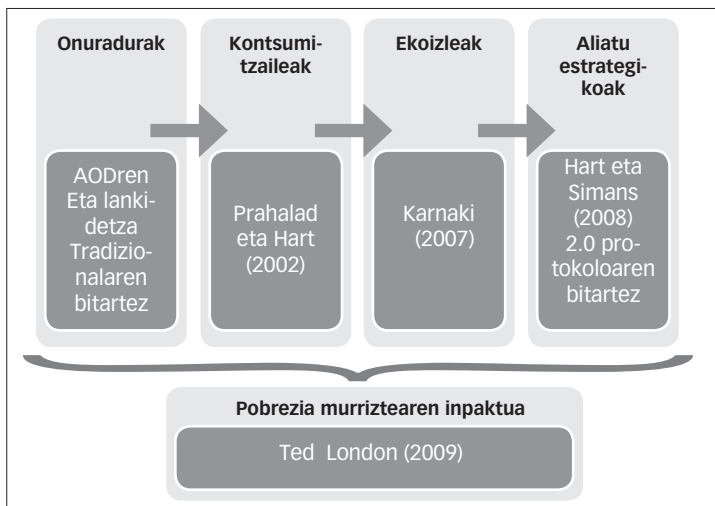 Onuradurak
Kontsumi-
tzaileak
Ekoizleak
Aliatu
estrategi-
koak
AODren
Eta lanki-
detza
Tradizio-
nalaren
bitartez
Prahalad
eta Hart
(2002)
Karnaki
(2007)
Hart eta
Simans
(2008)
2.0 pro-
tokoloaren
bitartez
Pobrezia murriztearen inpaktua
Ted London (2009)